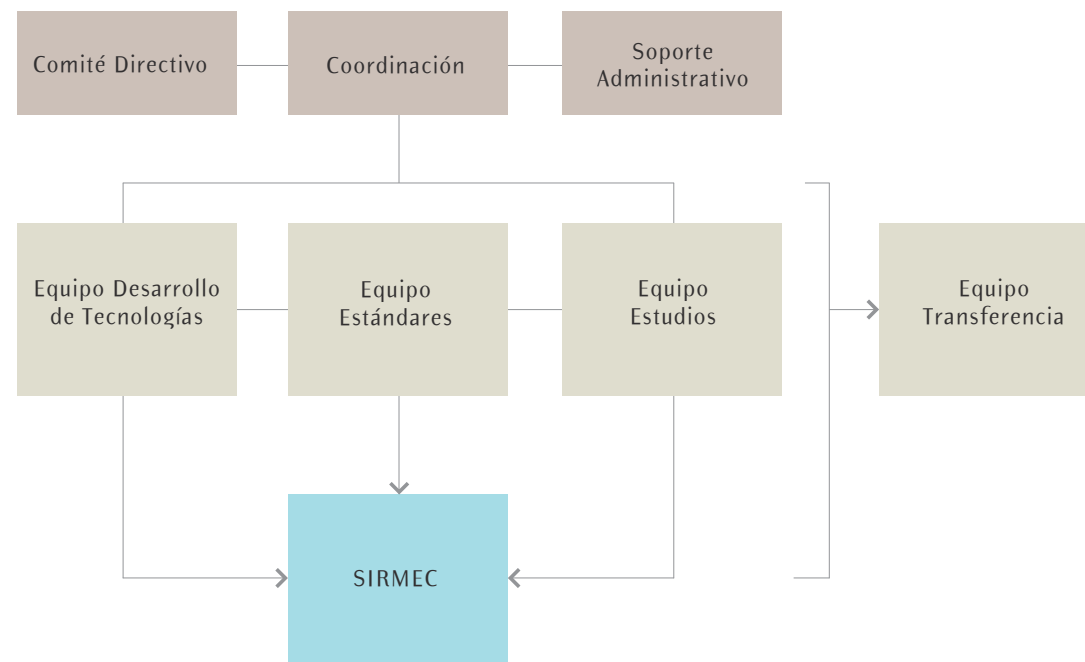 Comité Directivo
Coordinación
Soporte
Administrativo
Equipo Desarrollo
de Tecnologías
Equipo
Estándares
Equipo
Estudios
Equipo
Transferencia
SIRMEC